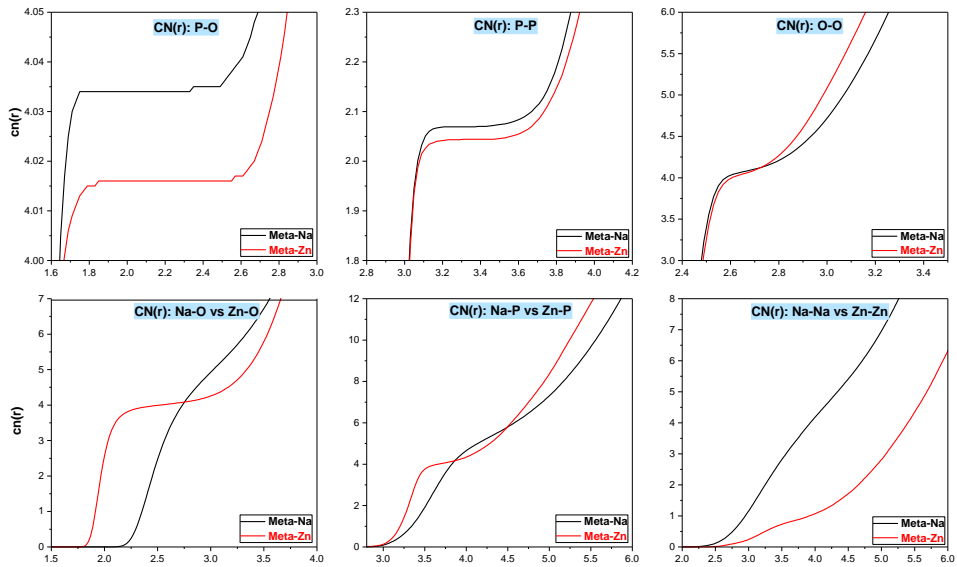 CN(r): P-O
cn(r)
4.05
4.04
4.03
4.02
4.01
4.00
1.6 1.8 2.0 2.2 2.4 2.6 2.8 3.0
Meta-Na
Meta-Zn
CN(r): P-P
2.3
2.2
2.1
2.0
1.9
1.8
2.8 3.0 3.2 3.4 3.6 3.8 4.0 4.2
Meta-Na
Meta-Zn
CN(r): O-O
6.0
5.5
5.0
4.5
4.0
3.5
3.0
2.4 2.6 2.8 3.0 3.2 3.4
Meta-Na
Meta-Zn
CN(r): Na-O vs Zn-O
cn(r)
7
6
5
4
3
2
1
0
1.5 2.0 2.5 3.0 3.5 4.0
Meta-Na
Meta-Zn
CN(r): Na-P vs Zn-P
12
10
8
6
4
2
0
3.0 3.5 4.0 4.5 5.0 5.5 6.0
Meta-Na
Meta-Zn
CN(r): Na-Na vs Zn-Zn
8
7
6
5
4
3
2
1
0
2.0 2.5 3.0 3.5 4.0 4.5 5.0 5.5 6.0
Meta-Na
Meta-Zn